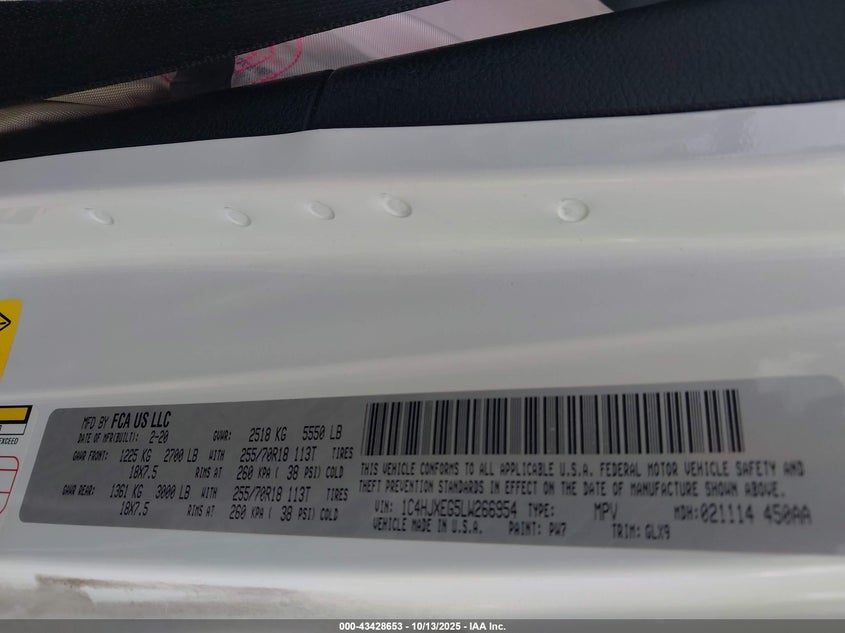 MFD BY FCA US LLC
DATE OF MFR(BUILT): 2-20 GVWR: 2518 KG 5550 LB
GAWR FRONT: 1225 KG 2700 LB WITH 255/70R18 113T TIRES
18X7.5 RIMS AT 260 KPA ( 38 PSI) COLD
GAWR REAR: 1361 KG 3000 LB WITH 255/70R18 113T TIRES
18X7.5 RIMS AT 260 KPA ( 38 PSI) COLD
THIS VEHICLE CONFORMS TO ALL APPLICABLE U.S.A. FEDERAL MOTOR VEHICLE SAFETY AND
THEFT PREVENTION STANDARDS IN EFFECT ON THE DATE OF MANUFACTURE SHOWN ABOVE.
VIN: 1C4HJXEG5LW266954 TYPE: MPV MDH:021114 450AA
VEHICLE MADE IN U.S.A. PAINT: PW7 TRIM: GLX9
EXCEED
000-43428653 - 10/13/2025 - IAA Inc.